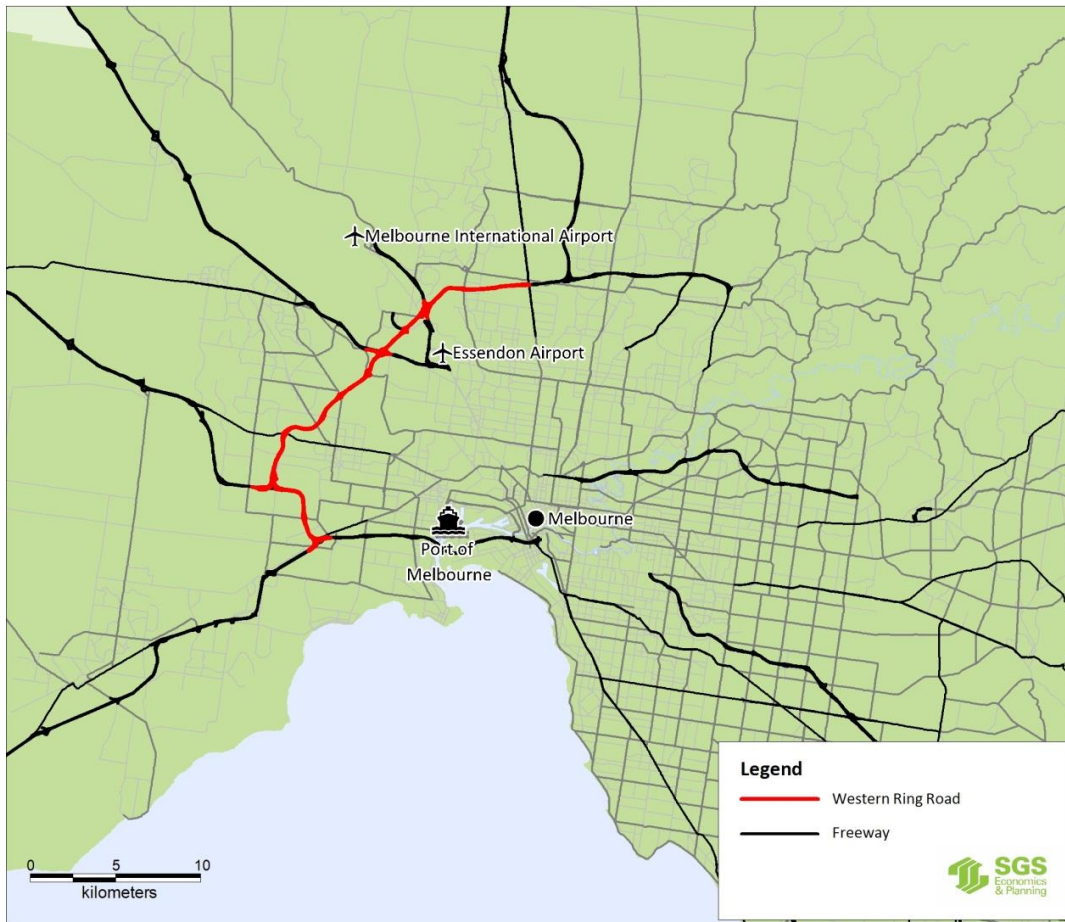 Melbourne International Airport
Essendon Airport
Melbourne
Port of
Melbourne
Legend
Western Ring Road
Freeway
0 5 10
kilometers
SGS
Economics
& Planning